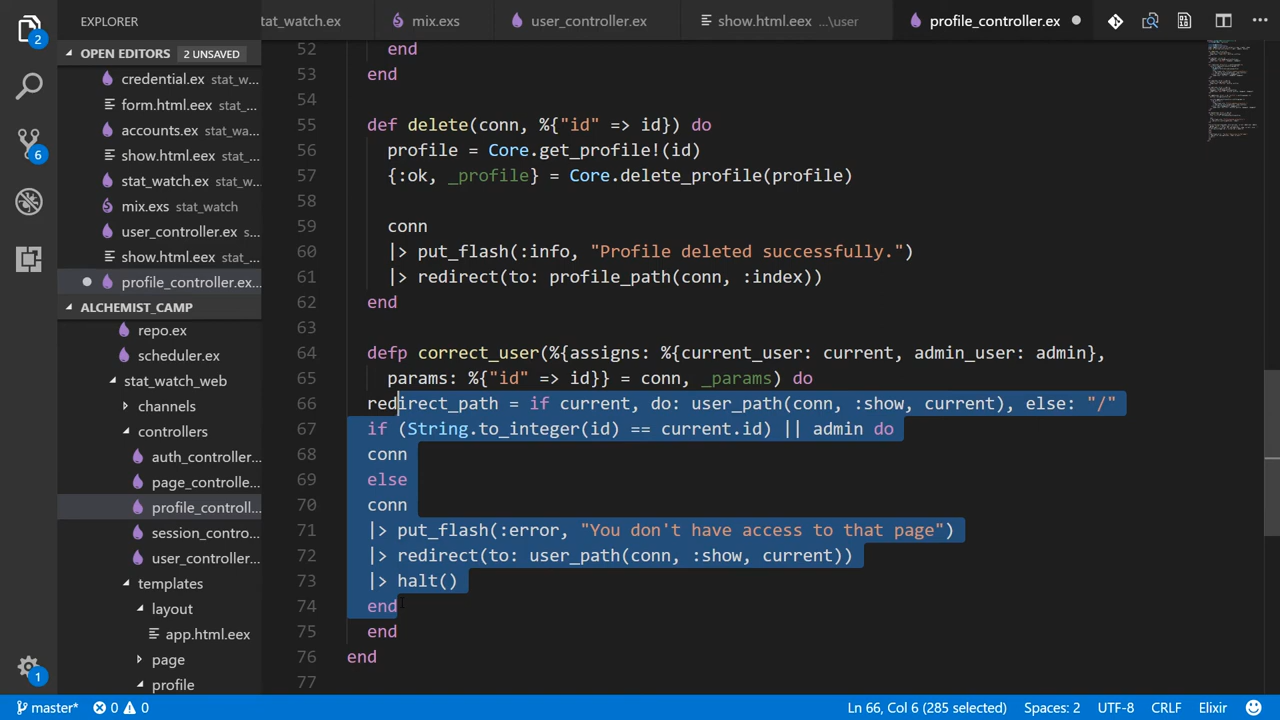 EXPLORER
tat_watch.ex
mix.exs
user_controller.ex
show.html.eex ...\user
profile_controller.ex
OPEN EDITORS 2 UNSAVED
credential.ex stat_w...
form.html.eex stat_...
accounts.ex stat_wa...
show.html.eex stat_...
stat_watch.ex stat_...
mix.exs stat_watch
user_controller.ex s...
show.html.eex stat_...
profile_controller.ex...
ALCHEMIST_CAMP
repo.ex
scheduler.ex
stat_watch_web
channels
controllers
auth_controller...
page_controlle...
profile_controll...
session_contro...
user_controller...
templates
layout
app.html.eex
page
profile
2
6
1
52 end
53 end
54
55 def delete(conn, %{"id" => id}) do
56 profile = Core.get_profile!(id)
57 {:ok, _profile} = Core.delete_profile(profile)
58
59 conn
60 |> put_flash(:info, "Profile deleted successfully.")
61 |> redirect(to: profile_path(conn, :index))
62 end
63
64 defp correct_user(%{assigns: %{current_user: current, admin_user: admin},
65 params: %{"id" => id}} = conn, _params) do
66 redirect_path = if current, do: user_path(conn, :show, current), else: "/"
67 if (String.to_integer(id) == current.id) || admin do
68 conn
69 else
70 conn
71 |> put_flash(:error, "You don't have access to that page")
72 |> redirect(to: user_path(conn, :show, current))
73 |> halt()
74 end
75 end
76 end
77
master* 0 0 Ln 66, Col 6 (285 selected) Spaces: 2 UTF-8 CRLF Elixir